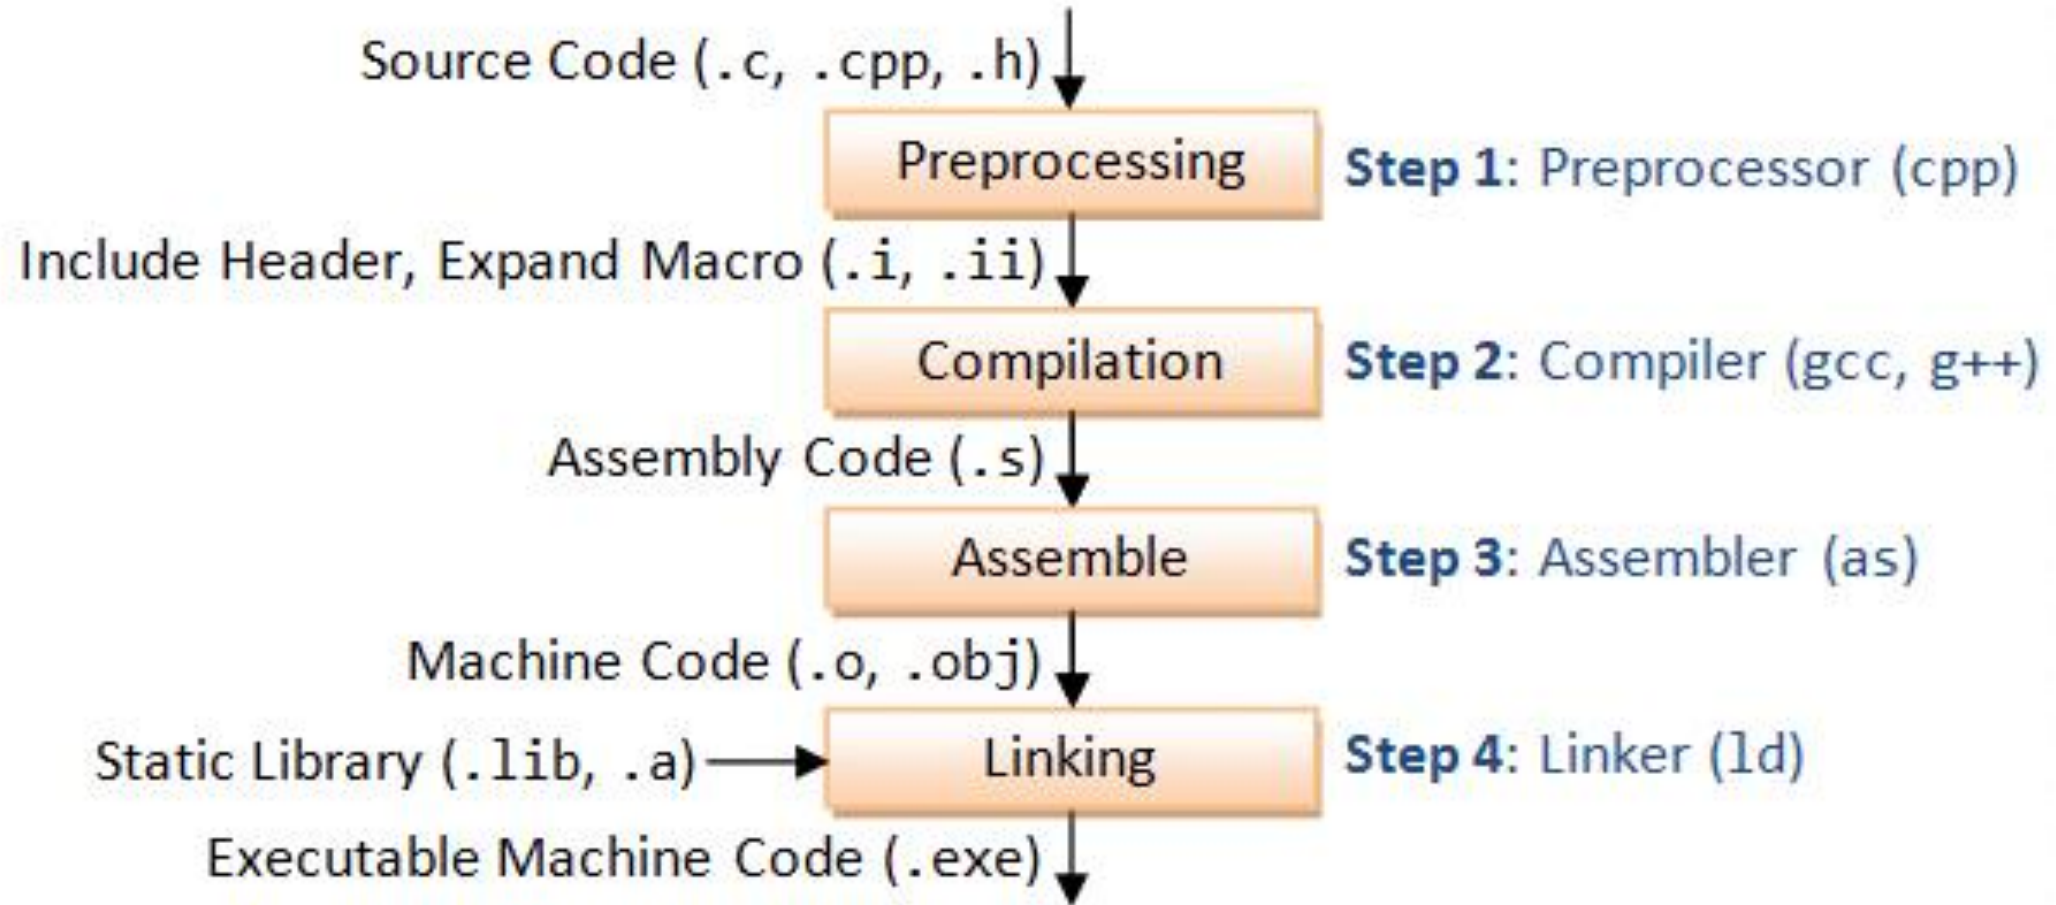 Source Code (.c, .cpp, .h)
Preprocessing
Step 1: Preprocessor (cpp)
Include Header, Expand Macro (.i, .ii)
Compilation
Step 2: Compiler (gcc, g++)
Assembly Code (.s)
Assemble
Step 3: Assembler (as)
Machine Code (.o, .obj)
Static Library (.lib, .a)
Linking
Step 4: Linker (ld)
Executable Machine Code (.exe)